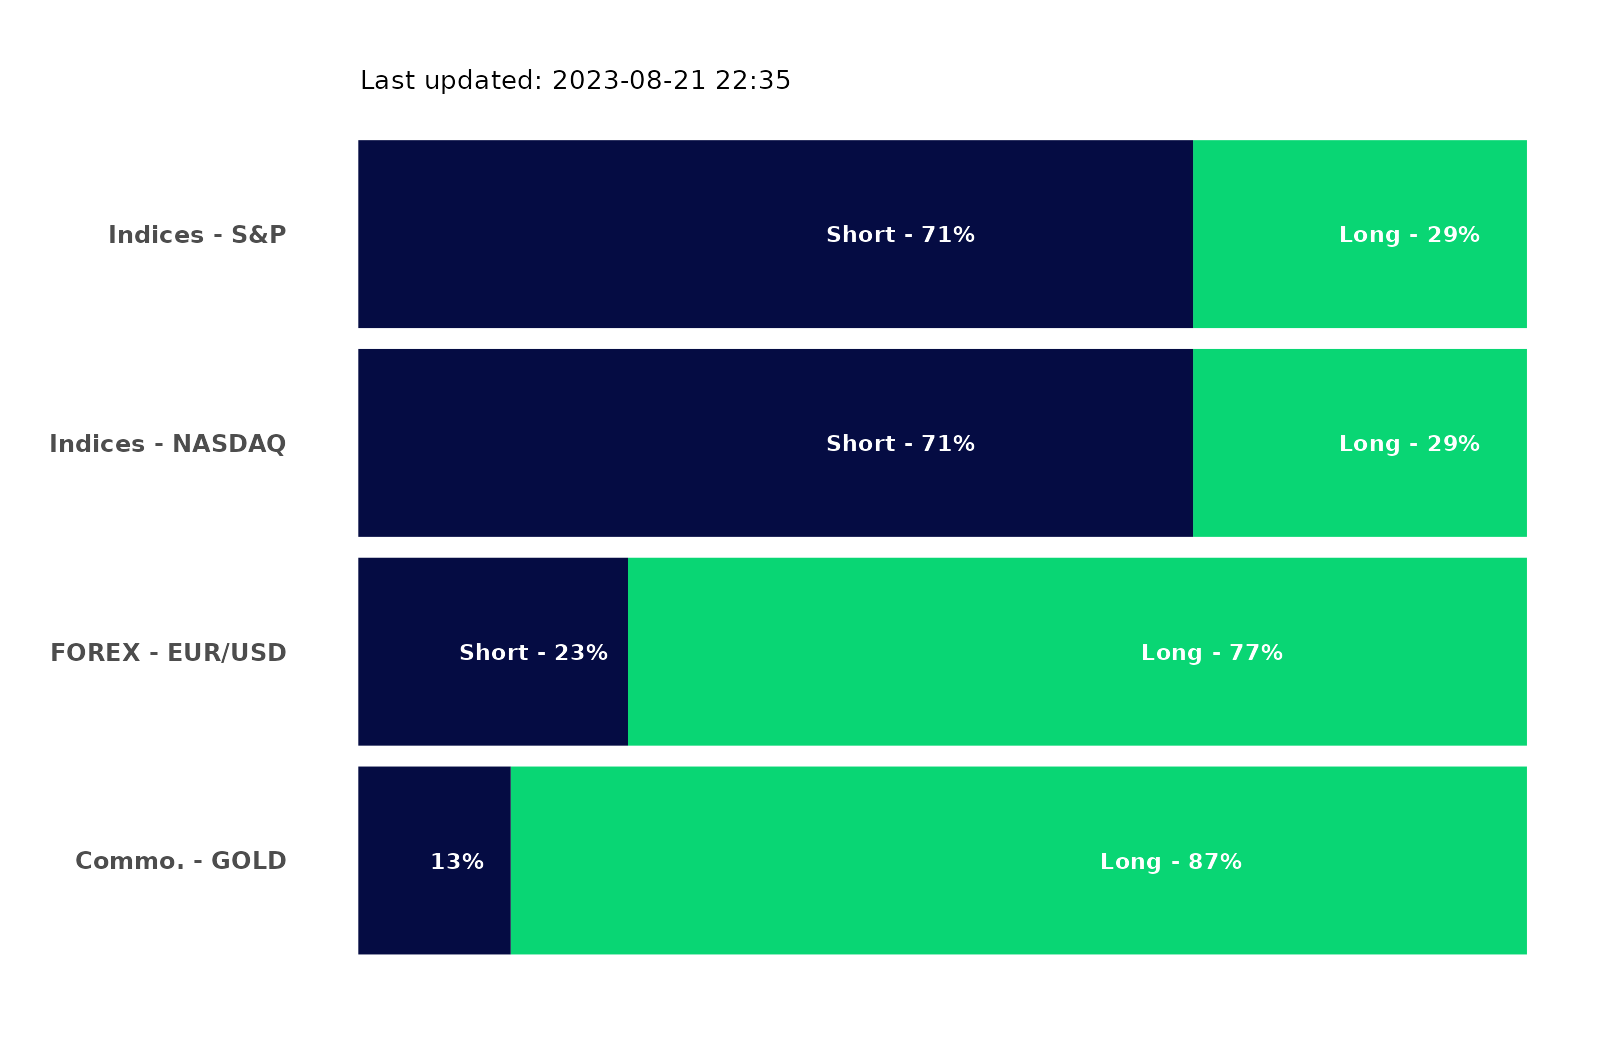 Last updated: 2023-08-21 22:35
Indices - S&P
Short - 71%
Long - 29%
Indices - NASDAQ
Short - 71%
Long - 29%
FOREX - EUR/USD
Short - 23%
Long - 77%
Commo. - GOLD
13%
Long - 87%